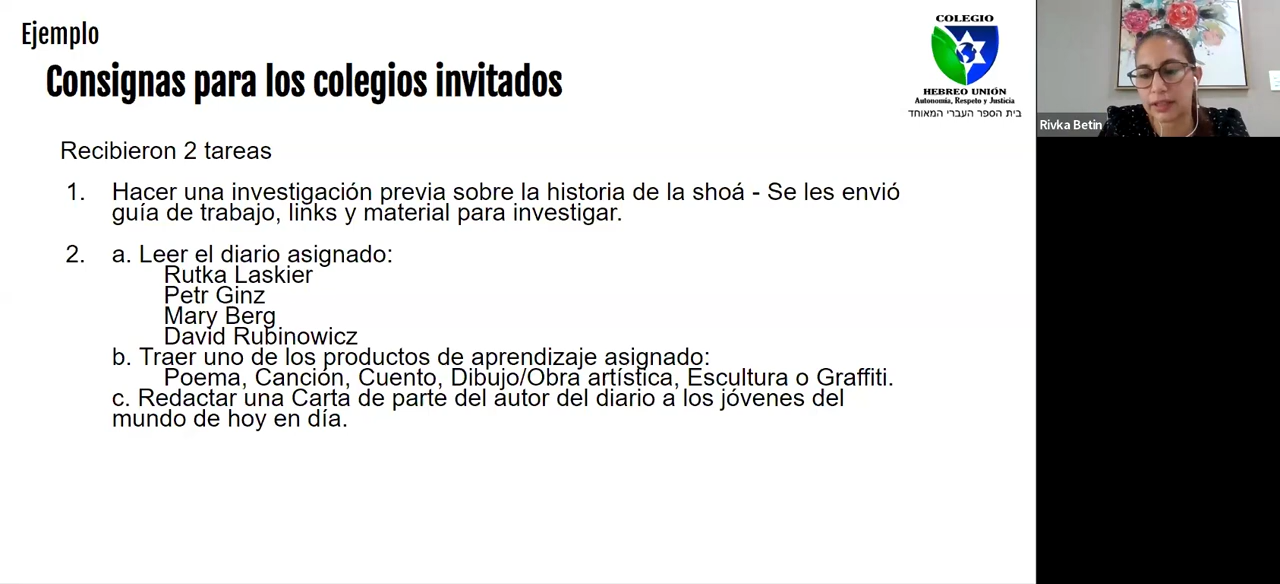 Ejemplo
Consignas para los colegios invitados
COLEGIO
HEBREO UNIÓN
Autonomía, Respeto y Justicia
בית הספר העברי המאוחד
Rivka Betin
Recibieron 2 tareas
1. Hacer una investigación previa sobre la historia de la shoá - Se les envió
guía de trabajo, links y material para investigar.
2. a. Leer el diario asignado:
Rutka Laskier
Petr Ginz
Mary Berg
David Rubinowicz
b. Traer uno de los productos de aprendizaje asignado:
Poema, Canción, Cuento, Dibujo/Obra artística, Escultura o Graffiti.
c. Redactar una Carta de parte del autor del diario a los jóvenes del
mundo de hoy en día.